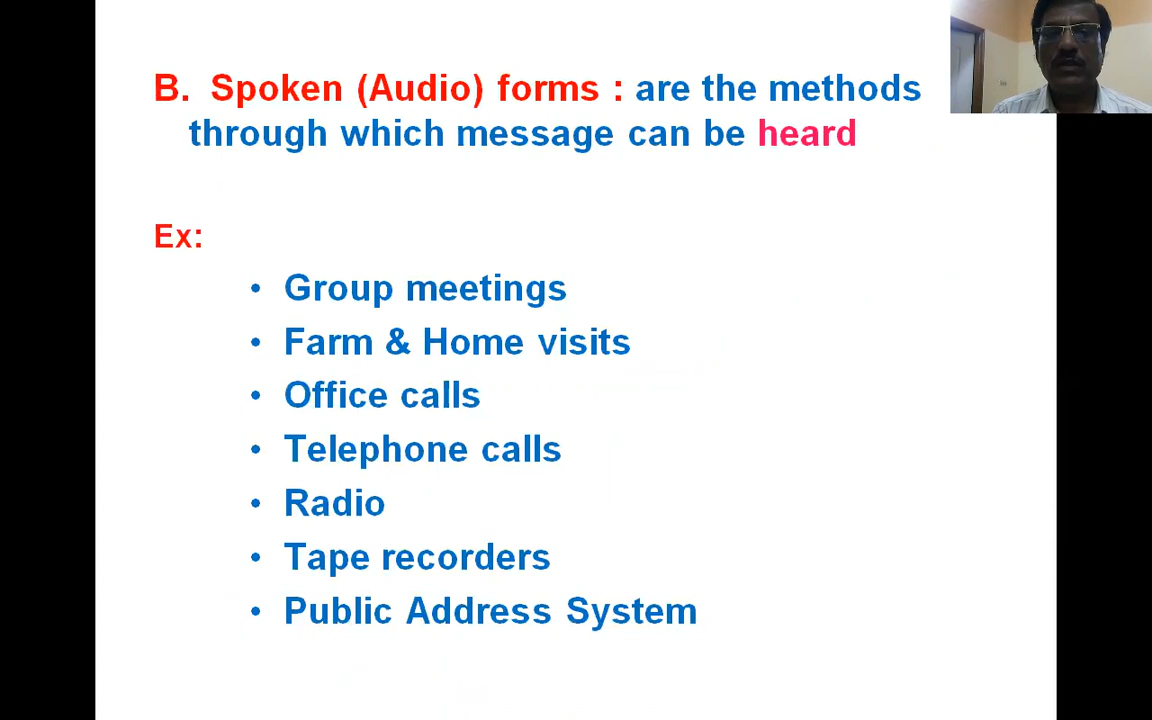 B. Spoken (Audio) forms : are the methods
through which message can be heard
Ex:
• Group meetings
• Farm & Home visits
• Office calls
• Telephone calls
• Radio
• Tape recorders
• Public Address System